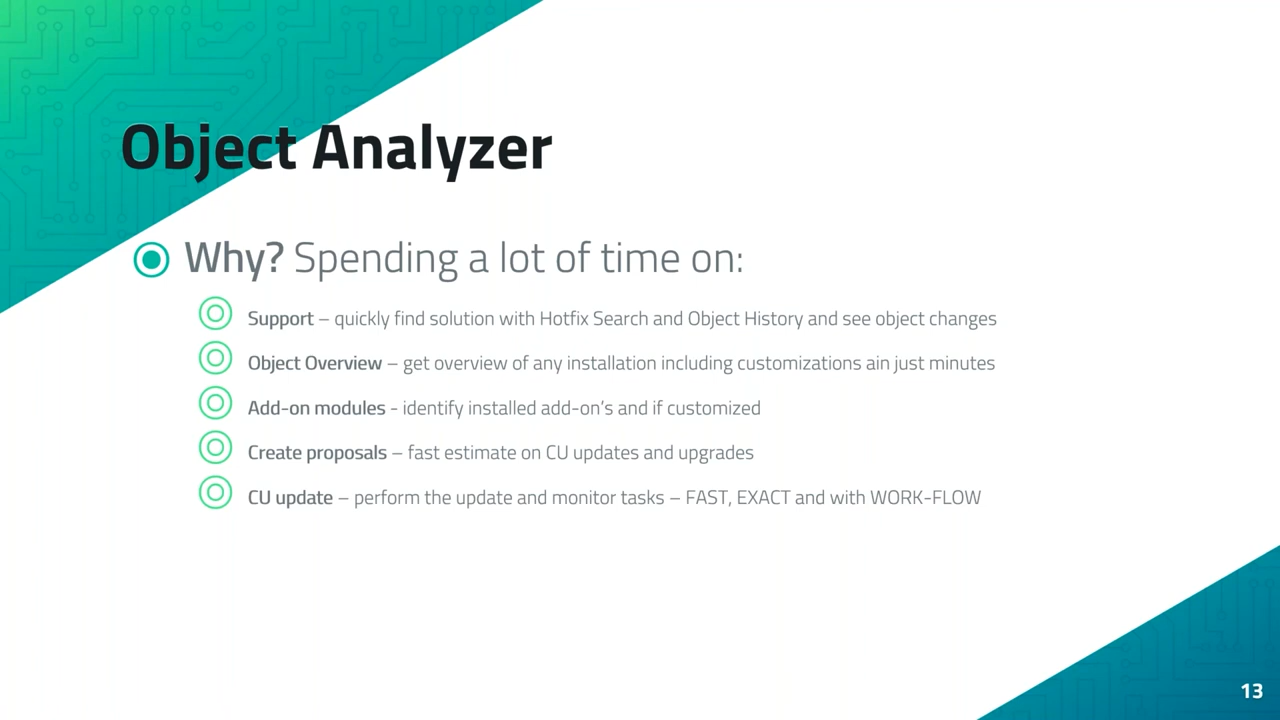 Object Analyzer
Why? Spending a lot of time on:
Support – quickly find solution with Hotfix Search and Object History and see object changes
Object Overview – get overview of any installation including customizations ain just minutes
Add-on modules - identify installed add-on's and if customized
Create proposals – fast estimate on CU updates and upgrades
CU update – perform the update and monitor tasks – FAST, EXACT and with WORK-FLOW
13